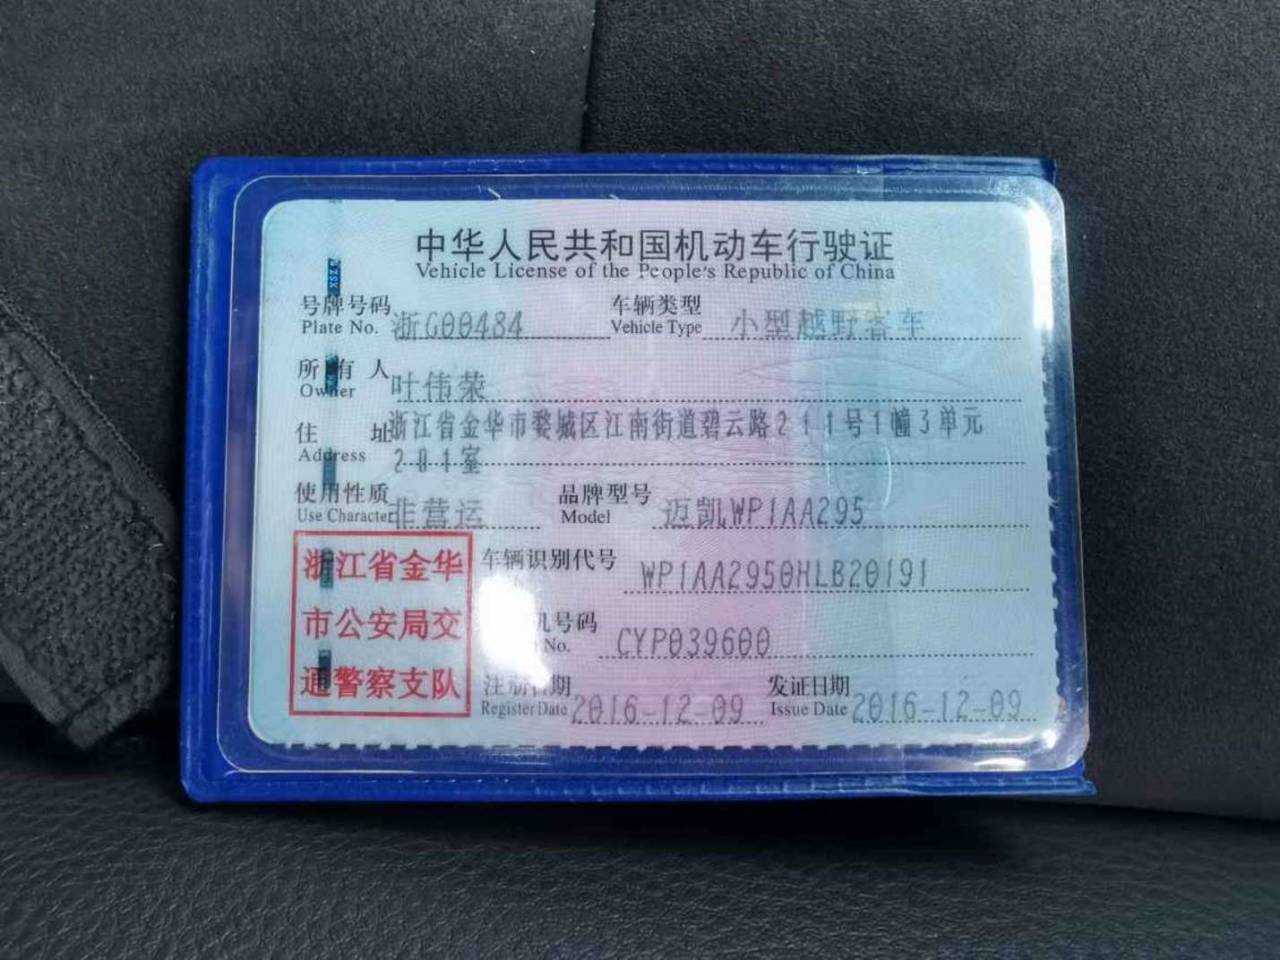 中华人民共和国机动车行驶证
Vehicle License of the People's Republic of China
号牌号码 浙G00484 车辆类型 小型越野客车
Plate No. Vehicle Type
所有人 叶伟荣
Owner
住址 浙江省金华市婺城区江南街道碧云路211号1幢3单元
Address 201室
使用性质 非营运 品牌型号 迈凯WP1AA295
Use Character Model
浙江省金华 车辆识别代号 WP1AA2950HLB20191
市公安局交 机号码 CYP039600
No.
通警察支队 注册日期 2016-12-09 发证日期 2016-12-09
Register Date Issue Date